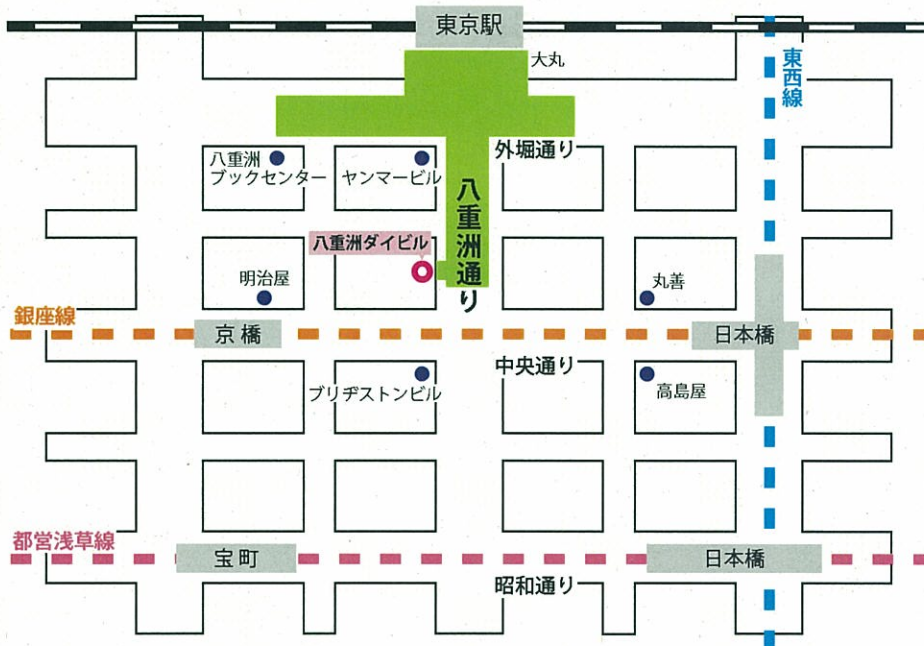 東京駅
大丸
東西線
外堀通り
八重洲
ブックセンター
ヤンマービル
八重洲通り
八重洲ダイビル
明治屋
丸善
銀座線
京橋
日本橋
中央通り
ブリヂストンビル
高島屋
都営浅草線
宝町
日本橋
昭和通り